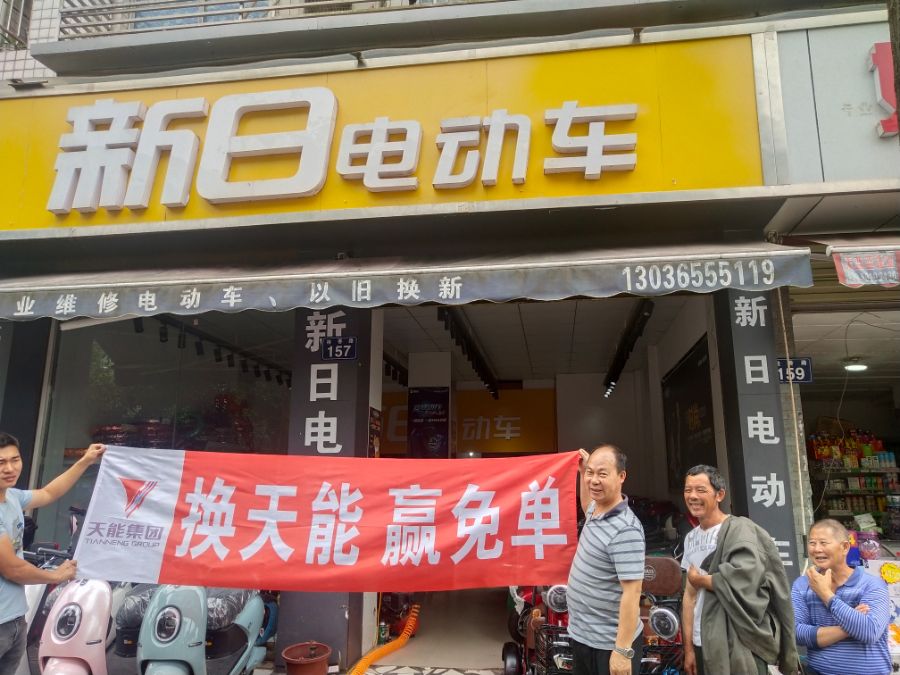 新日电动车
业维修电动车、以旧换新 13036555119
新日电
157
新日电动车
159
电动车
天能集团
TIANNENG GROUP
换天能 赢免单